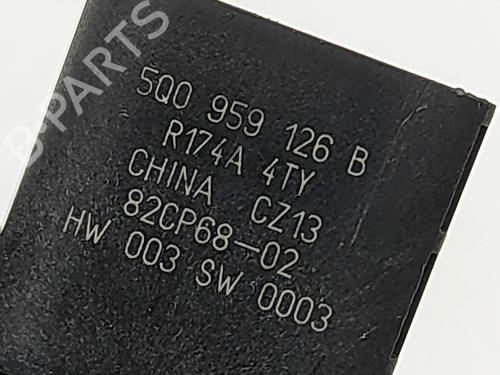 5Q0 959 126 B
R174A 4TY
CHINA CZ13
82CP68-02
HW 003 SW 0003
B-PARTS